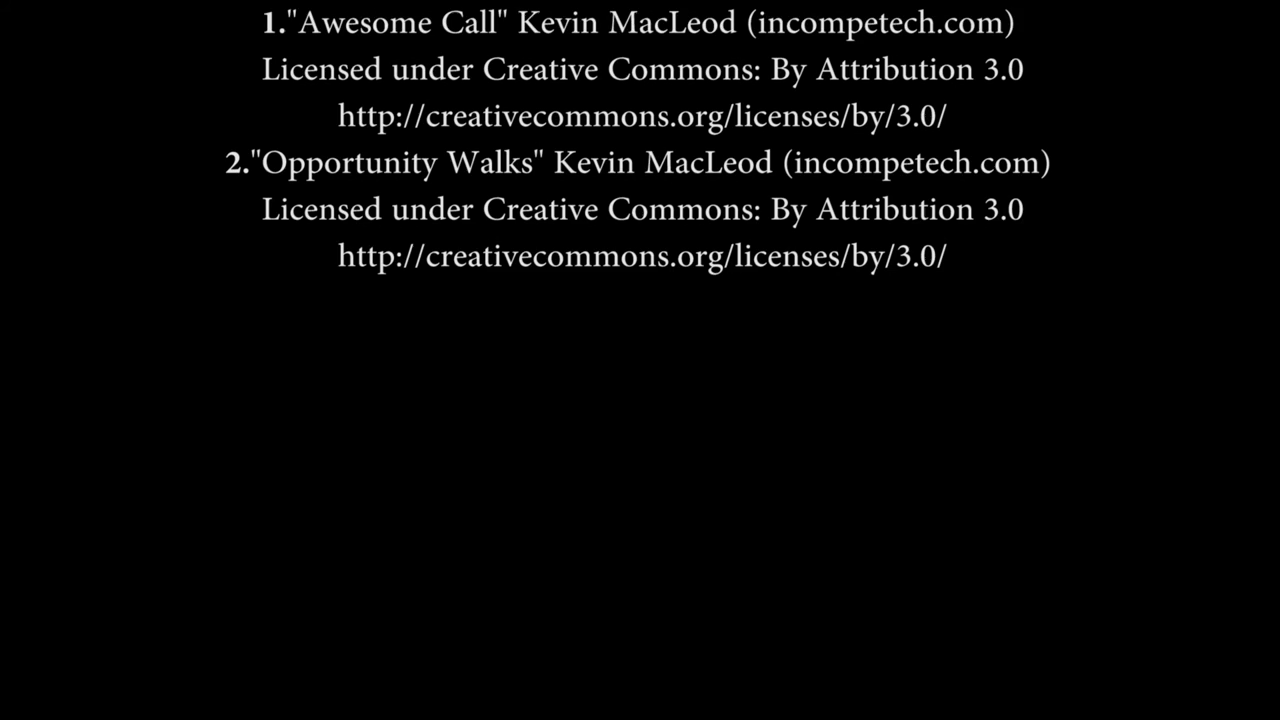 1."Awesome Call" Kevin MacLeod (incompetech.com)
Licensed under Creative Commons: By Attribution 3.0
http://creativecommons.org/licenses/by/3.0/
2."Opportunity Walks" Kevin MacLeod (incompetech.com)
Licensed under Creative Commons: By Attribution 3.0
http://creativecommons.org/licenses/by/3.0/